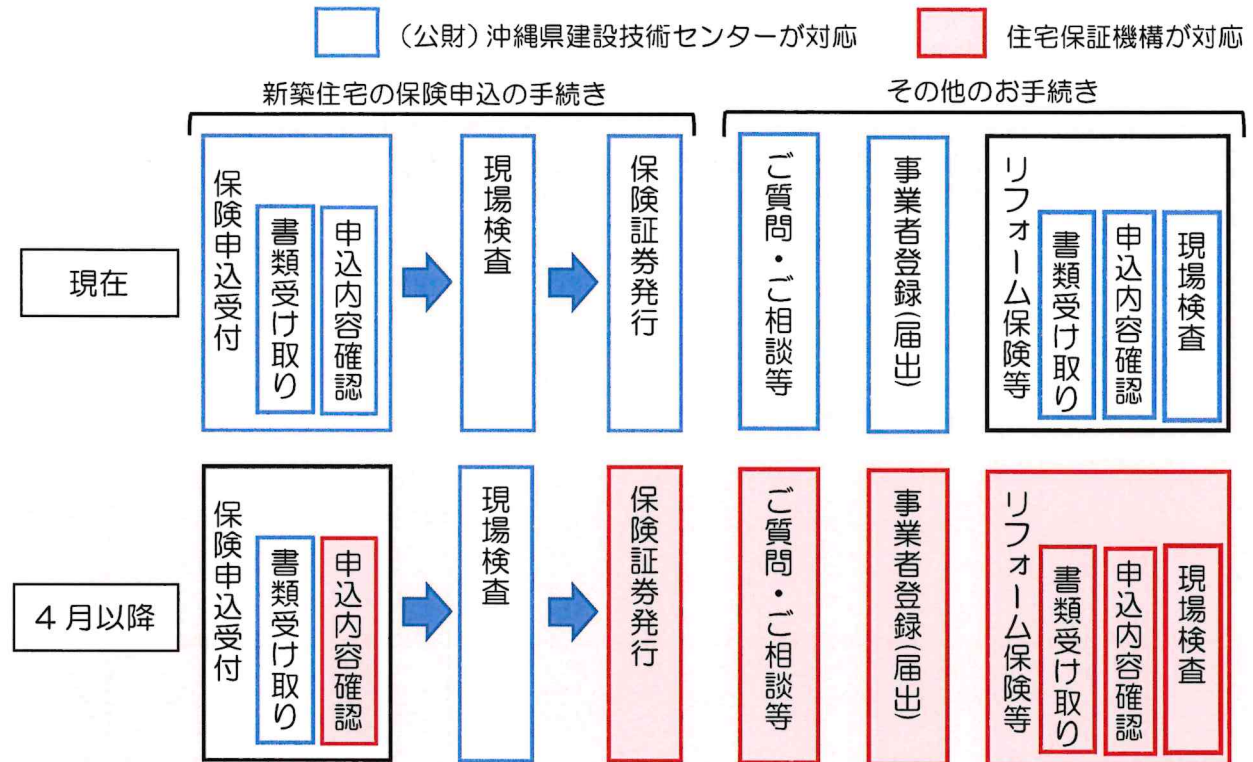 (公財)沖縄県建設技術センターが対応
住宅保証機構が対応
新築住宅の保険申込の手続き
その他のお手続き
現在
保険申込受付
書類受け取り
申込内容確認
現場検査
保険証券発行
ご質問・ご相談等
事業者登録(届出)
リフォーム保険等
書類受け取り
申込内容確認
現場検査
4月以降
保険申込受付
書類受け取り
申込内容確認
現場検査
保険証券発行
ご質問・ご相談等
事業者登録(届出)
リフォーム保険等
書類受け取り
申込内容確認
現場検査